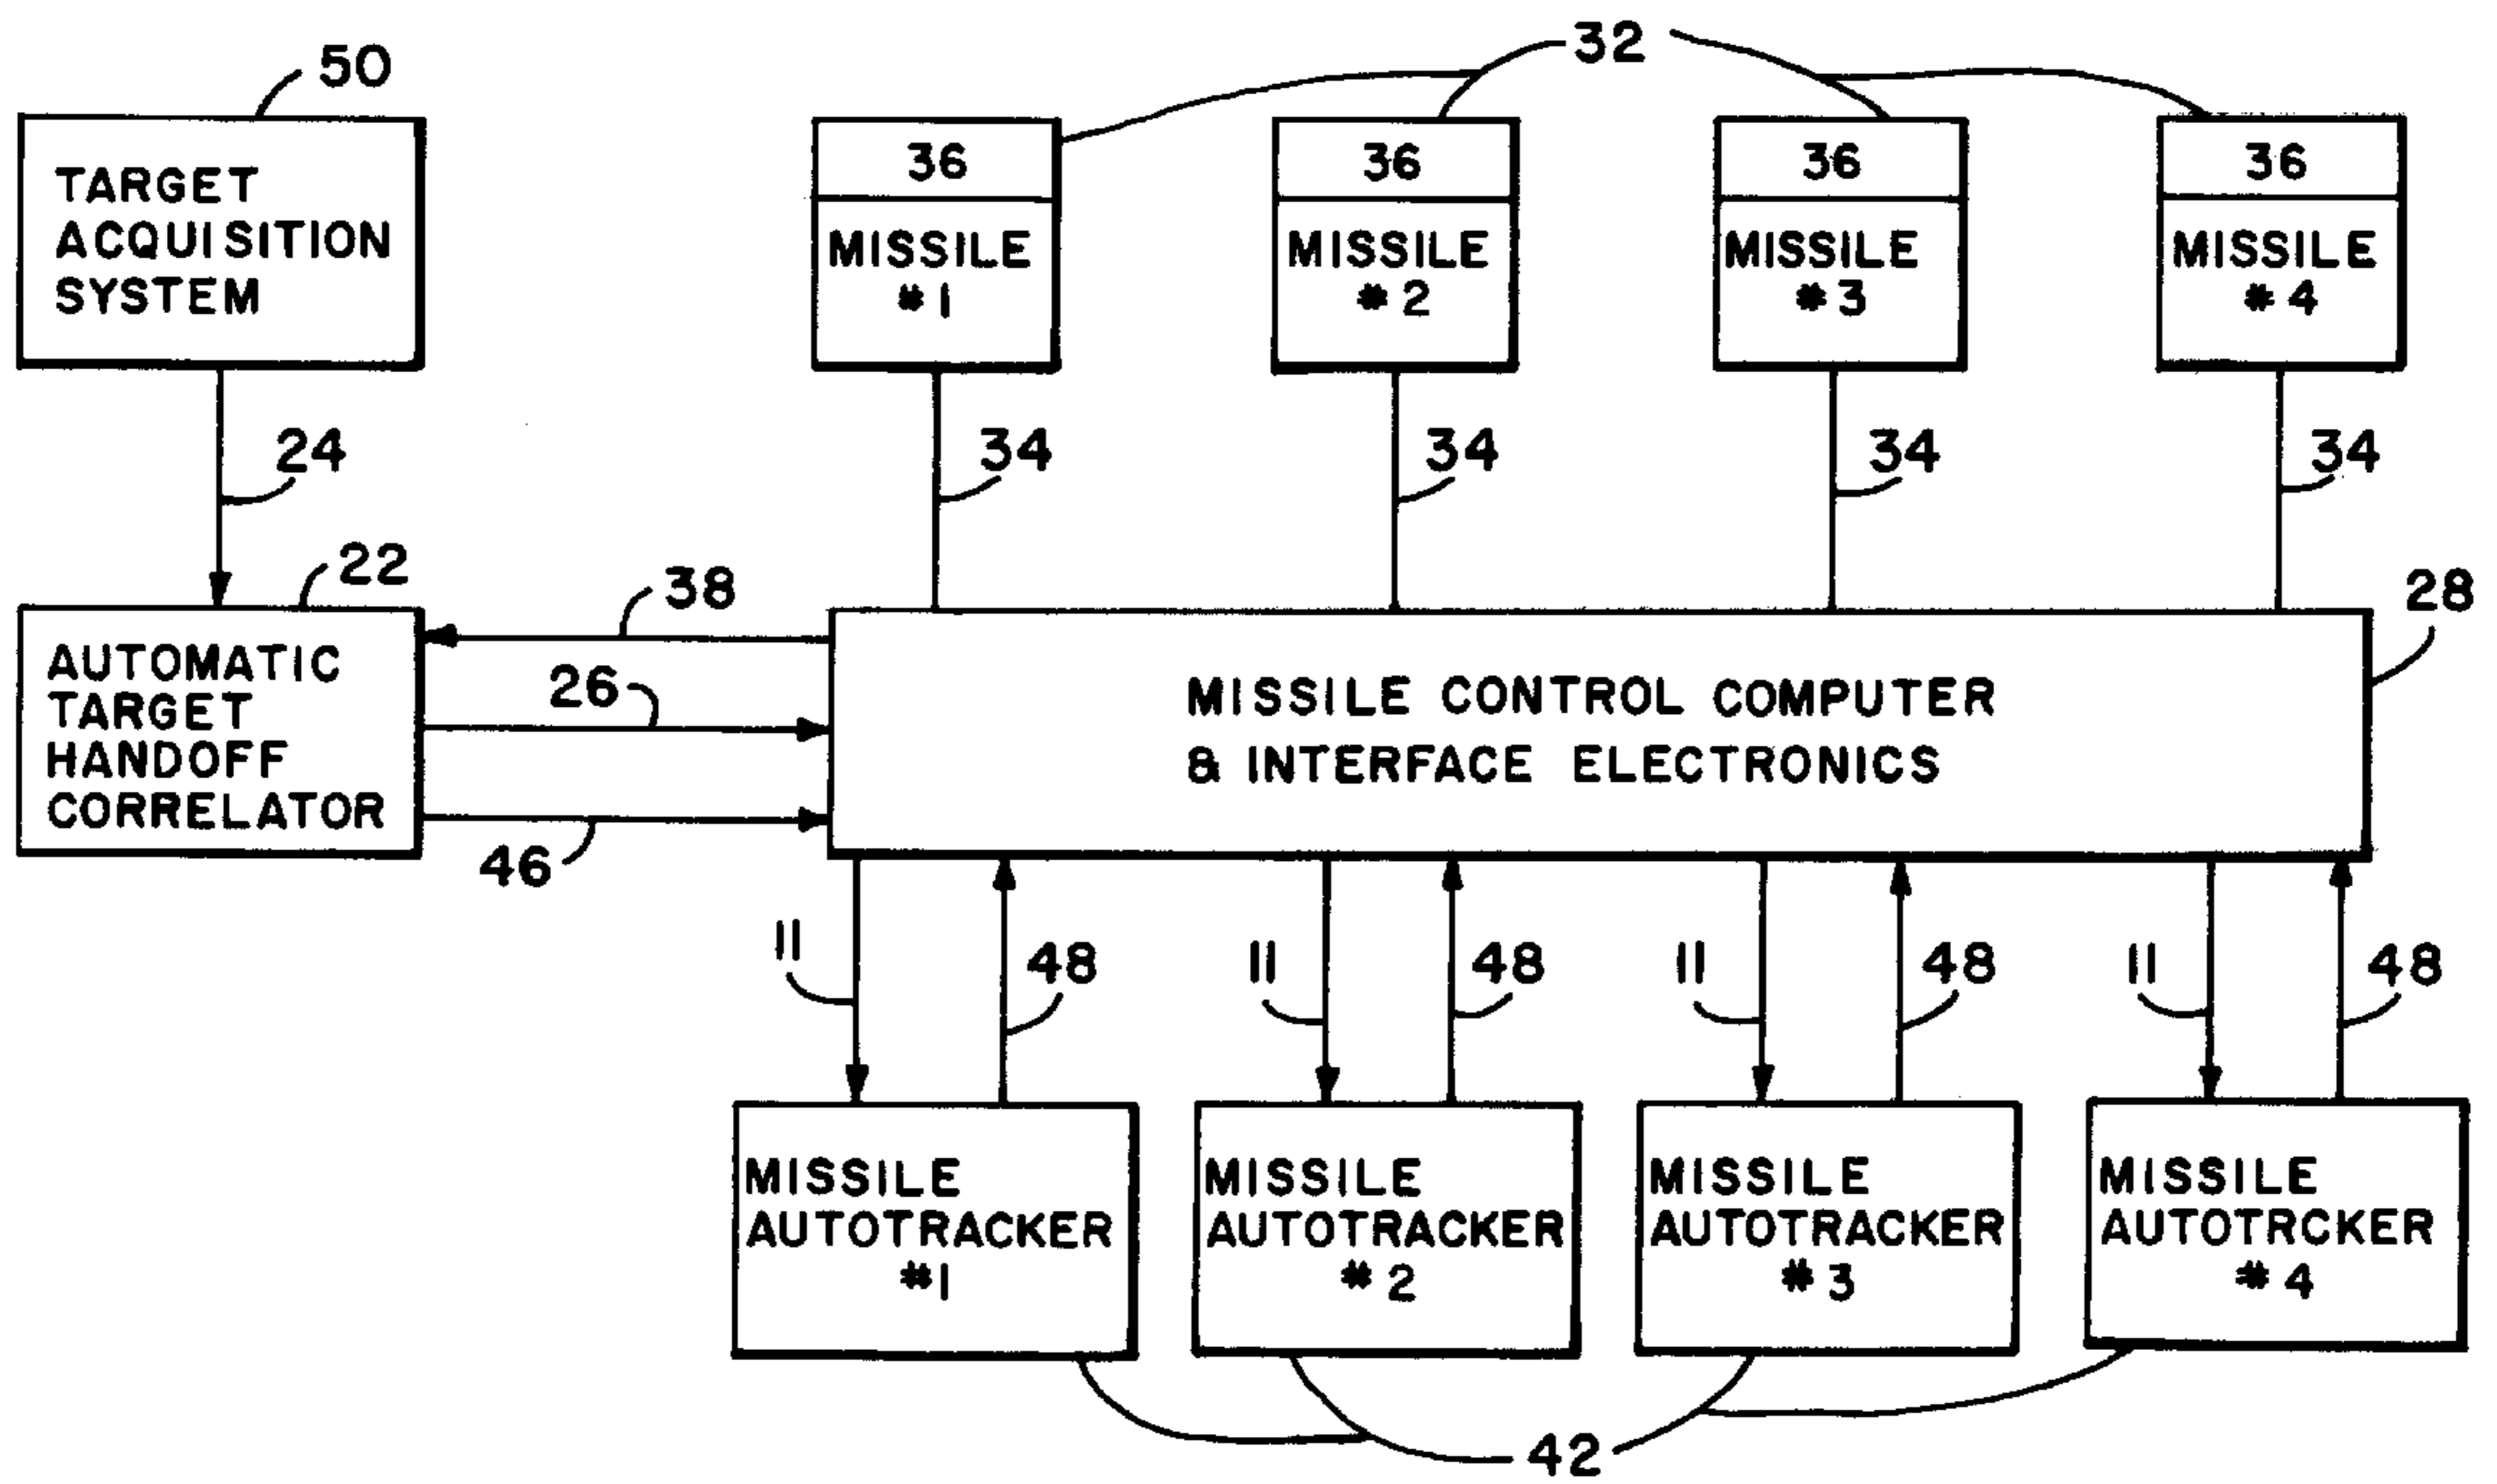 50
32
TARGET
ACQUISITION
SYSTEM
36
MISSILE
#1
36
MISSILE
#2
36
MISSILE
#3
36
MISSILE
#4
24
34
34
34
34
22
38
28
AUTOMATIC
TARGET
HANDOFF
CORRELATOR
26
46
MISSILE CONTROL COMPUTER
& INTERFACE ELECTRONICS
11
48
11
48
11
48
11
48
MISSILE
AUTOTRACKER
#1
MISSILE
AUTOTRACKER
#2
MISSILE
AUTOTRACKER
#3
MISSILE
AUTOTRCKER
#4
42